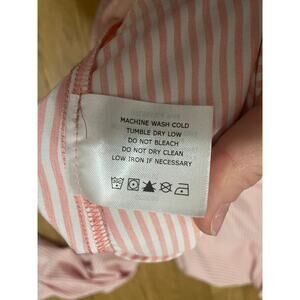 MACHINE WASH COLD
TUMBLE DRY LOW
DO NOT BLEACH
DO NOT DRY CLEAN
LOW IRON IF NECESSARY